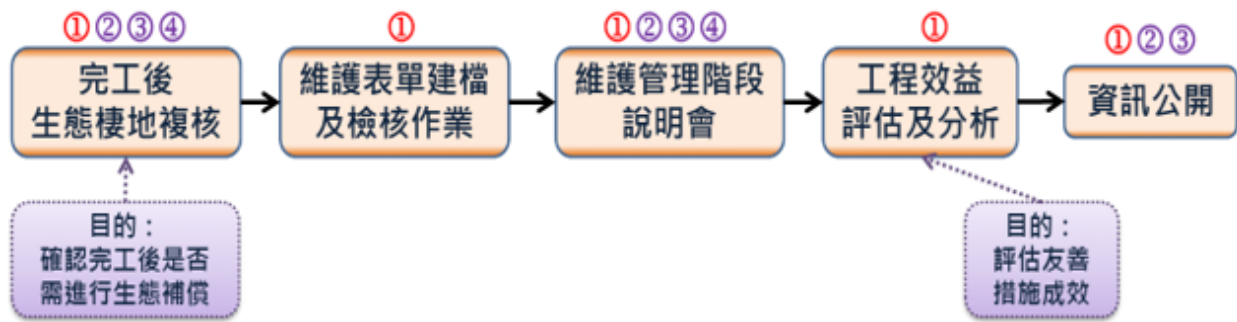 ①②③④
完工後
生態棲地複核
①
維護表單建檔
及檢核作業
①②③④
維護管理階段
說明會
①
工程效益
評估及分析
①②③
資訊公開
目的：
確認完工後是否
需進行生態補償
目的：
評估友善
措施成效